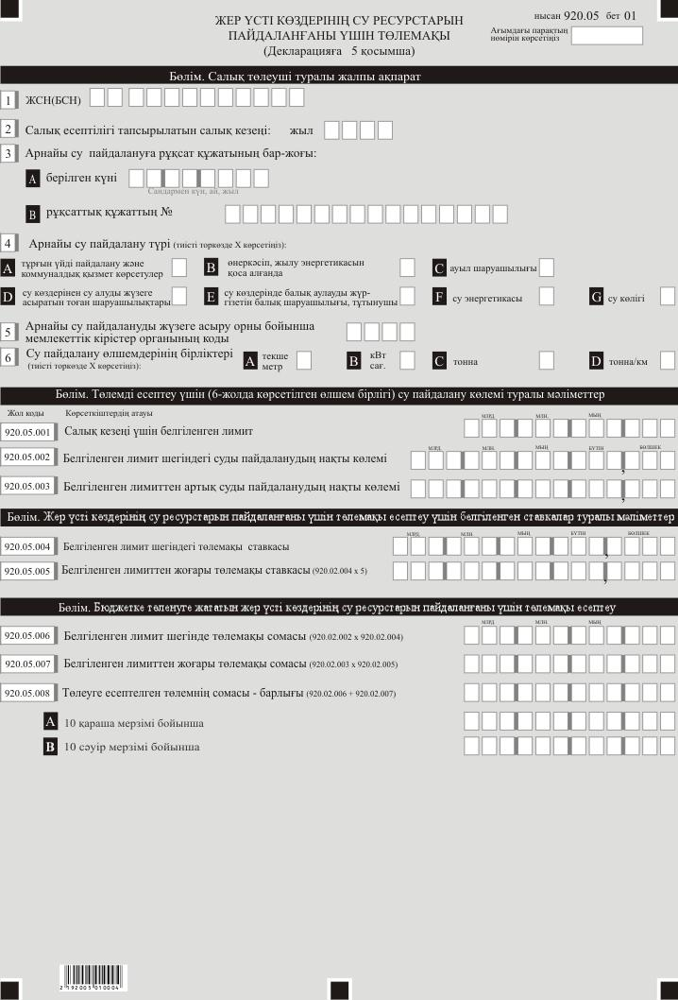 ЖЕР ҮСТІ КӨЗДЕРІНІҢ СУ РЕСУРСТАРЫН
ПАЙДАЛАНҒАНЫ ҮШІН ТӨЛЕМАҚЫ
(Декларацияға 5 қосымша)
нысан 920.05 бет 01
Ағымдағы парақтың
нөмірін көрсетіңіз
Бөлім. Салық төлеуші туралы жалпы ақпарат
1 ЖСН(БСН)
2 Салық есептілігі тапсырылатын салық кезеңі: жыл
3 Арнайы су пайдалануға рұқсат құжатының бар-жоғы:
A берілген күні
Сандармен күн, ай, жыл
B рұқсаттық құжаттың №
4 Арнайы су пайдалану түрі (тиісті торкөзде X көрсетіңіз):
A тұрғын үйді пайдалану және
коммуналдық қызмет көрсетулер
B өнеркәсіп, жылу энергетикасын
қоса алғанда
C ауыл шаруашылығы
D су көздерінен су алуды жүзеге
асыратын тоған шаруашылықтары
E су көздерінде балық аулауды жүр-
гізетін балық шаруашылығы, тұтынушы
F су энергетикасы
G су көлігі
5 Арнайы су пайдалануды жүзеге асыру орны бойынша
мемлекеттік кірістер органының коды
6 Су пайдалану өлшемдерінің бірліктері
(тиісті торкөзде X көрсетіңіз):
A текше
метр
B кВт
сағ.
C тонна
D тонна/км
Бөлім. Төлемді есептеу үшін (6-жолда көрсетілген өлшем бірлігі) су пайдалану көлемі туралы мәліметтер
Жол коды Көрсеткіштердің атауы
МЛРД. МЛН. МЫҢ
920.05.001 Салық кезеңі үшін белгіленген лимит
МЛРД. МЛН. МЫҢ БҮТІН БӨЛШЕК
920.05.002 Белгіленген лимит шегіндегі суды пайдаланудың нақты көлемі ,
920.05.003 Белгіленген лимиттен артық суды пайдаланудың нақты көлемі ,
Бөлім. Жер үсті көздерінің су ресурстарын пайдаланғаны үшін төлемақы есептеу үшін белгіленген ставкалар туралы мәліметтер
МЛРД. МЛН. МЫҢ БҮТІН БӨЛШЕК
920.05.004 Белгіленген лимит шегіндегі төлемақы ставкасы ,
920.05.005 Белгіленген лимиттен жоғары төлемақы ставкасы (920.02.004 x 5) ,
Бөлім. Бюджетке төленуге жататын жер үсті көздерінің су ресурстарын пайдаланғаны үшін төлемақы есептеу
МЛРД. МЛН. МЫҢ
920.05.006 Белгіленген лимит шегінде төлемақы сомасы (920.02.002 x 920.02.004)
920.05.007 Белгіленген лимиттен жоғары төлемақы сомасы (920.02.003 x 920.02.005)
920.05.008 Төлеуге есептелген төлемнің сомасы - барлығы (920.02.006 + 920.02.007)
A 10 қараша мерзімі бойынша
B 10 сәуір мерзімі бойынша
2 192005 010004